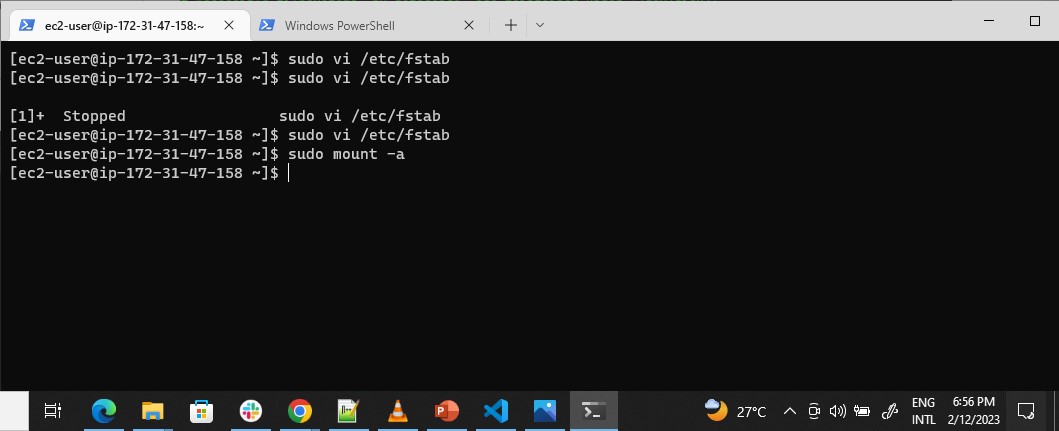 ec2-user@ip-172-31-47-158:~
Windows PowerShell
[ec2-user@ip-172-31-47-158 ~]$ sudo vi /etc/fstab
[ec2-user@ip-172-31-47-158 ~]$ sudo vi /etc/fstab
[1]+  Stopped                 sudo vi /etc/fstab
[ec2-user@ip-172-31-47-158 ~]$ sudo vi /etc/fstab
[ec2-user@ip-172-31-47-158 ~]$ sudo mount -a
[ec2-user@ip-172-31-47-158 ~]$
27°C
ENG
INTL
6:56 PM
2/12/2023